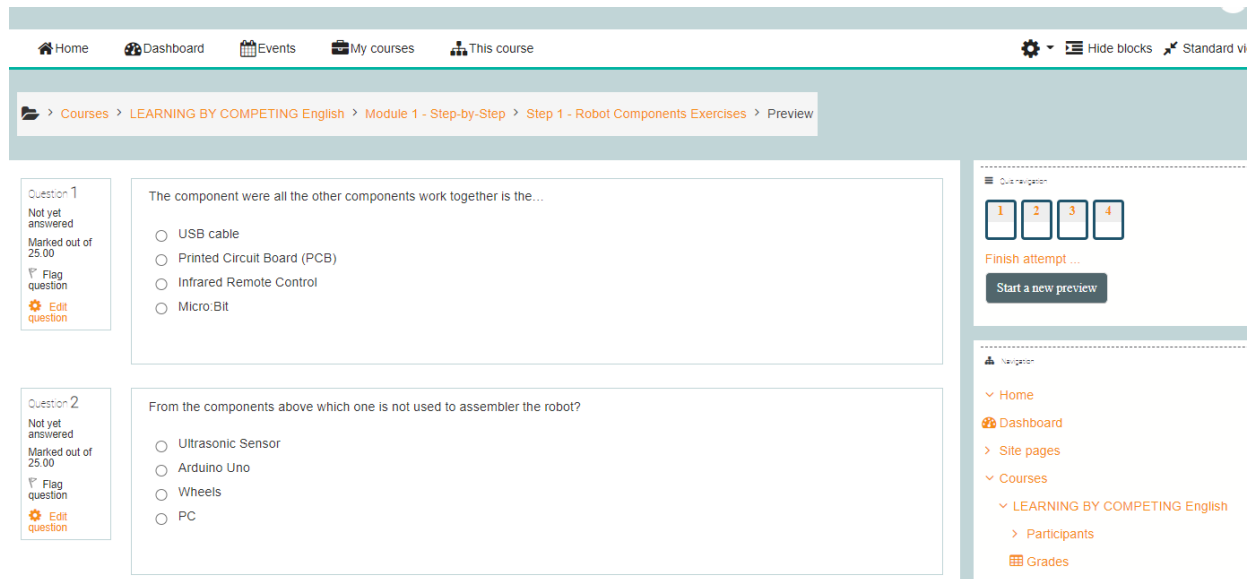 Home Dashboard Events My courses This course Hide blocks Standard vi
> Courses > LEARNING BY COMPETING English > Module 1 - Step-by-Step > Step 1 - Robot Components Exercises > Preview
Question 1
Not yet
answered
Marked out of
25.00
Flag
question
Edit
question
The component were all the other components work together is the...
USB cable
Printed Circuit Board (PCB)
Infrared Remote Control
Micro:Bit
Question 2
Not yet
answered
Marked out of
25.00
Flag
question
Edit
question
From the components above which one is not used to assembler the robot?
Ultrasonic Sensor
Arduino Uno
Wheels
PC
Quiz navigation
1 2 3 4
Finish attempt ...
Start a new preview
Navigation
Home
Dashboard
Site pages
Courses
LEARNING BY COMPETING English
Participants
Grades